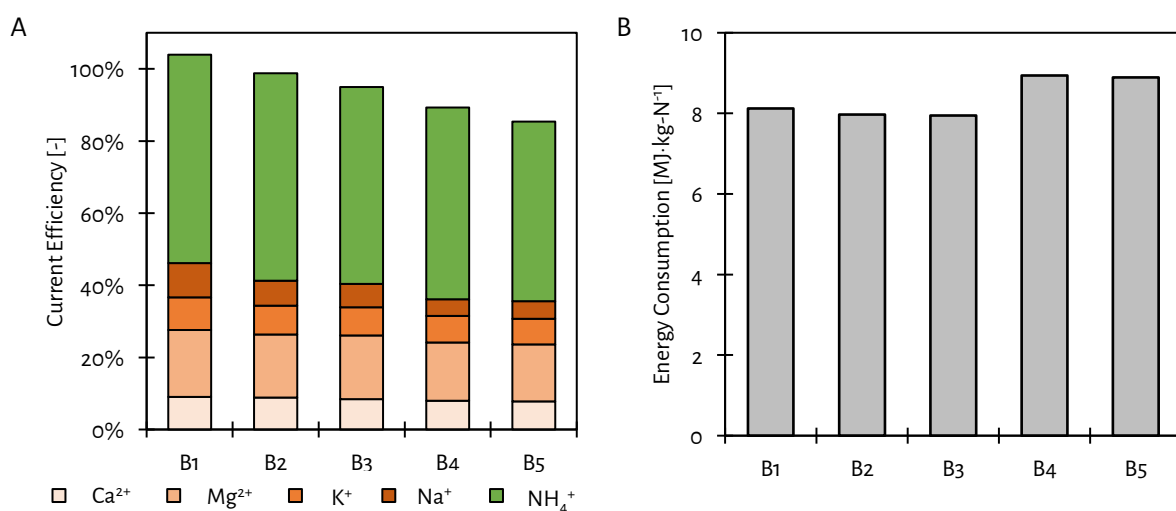 A
Current Efficiency [-]
100%
80%
60%
40%
20%
0%
B1 B2 B3 B4 B5
Ca²⁺ Mg²⁺ K⁺ Na⁺ NH₄⁺
B
Energy Consumption [MJ·kg-N⁻¹]
10
8
6
4
2
0
B1 B2 B3 B4 B5